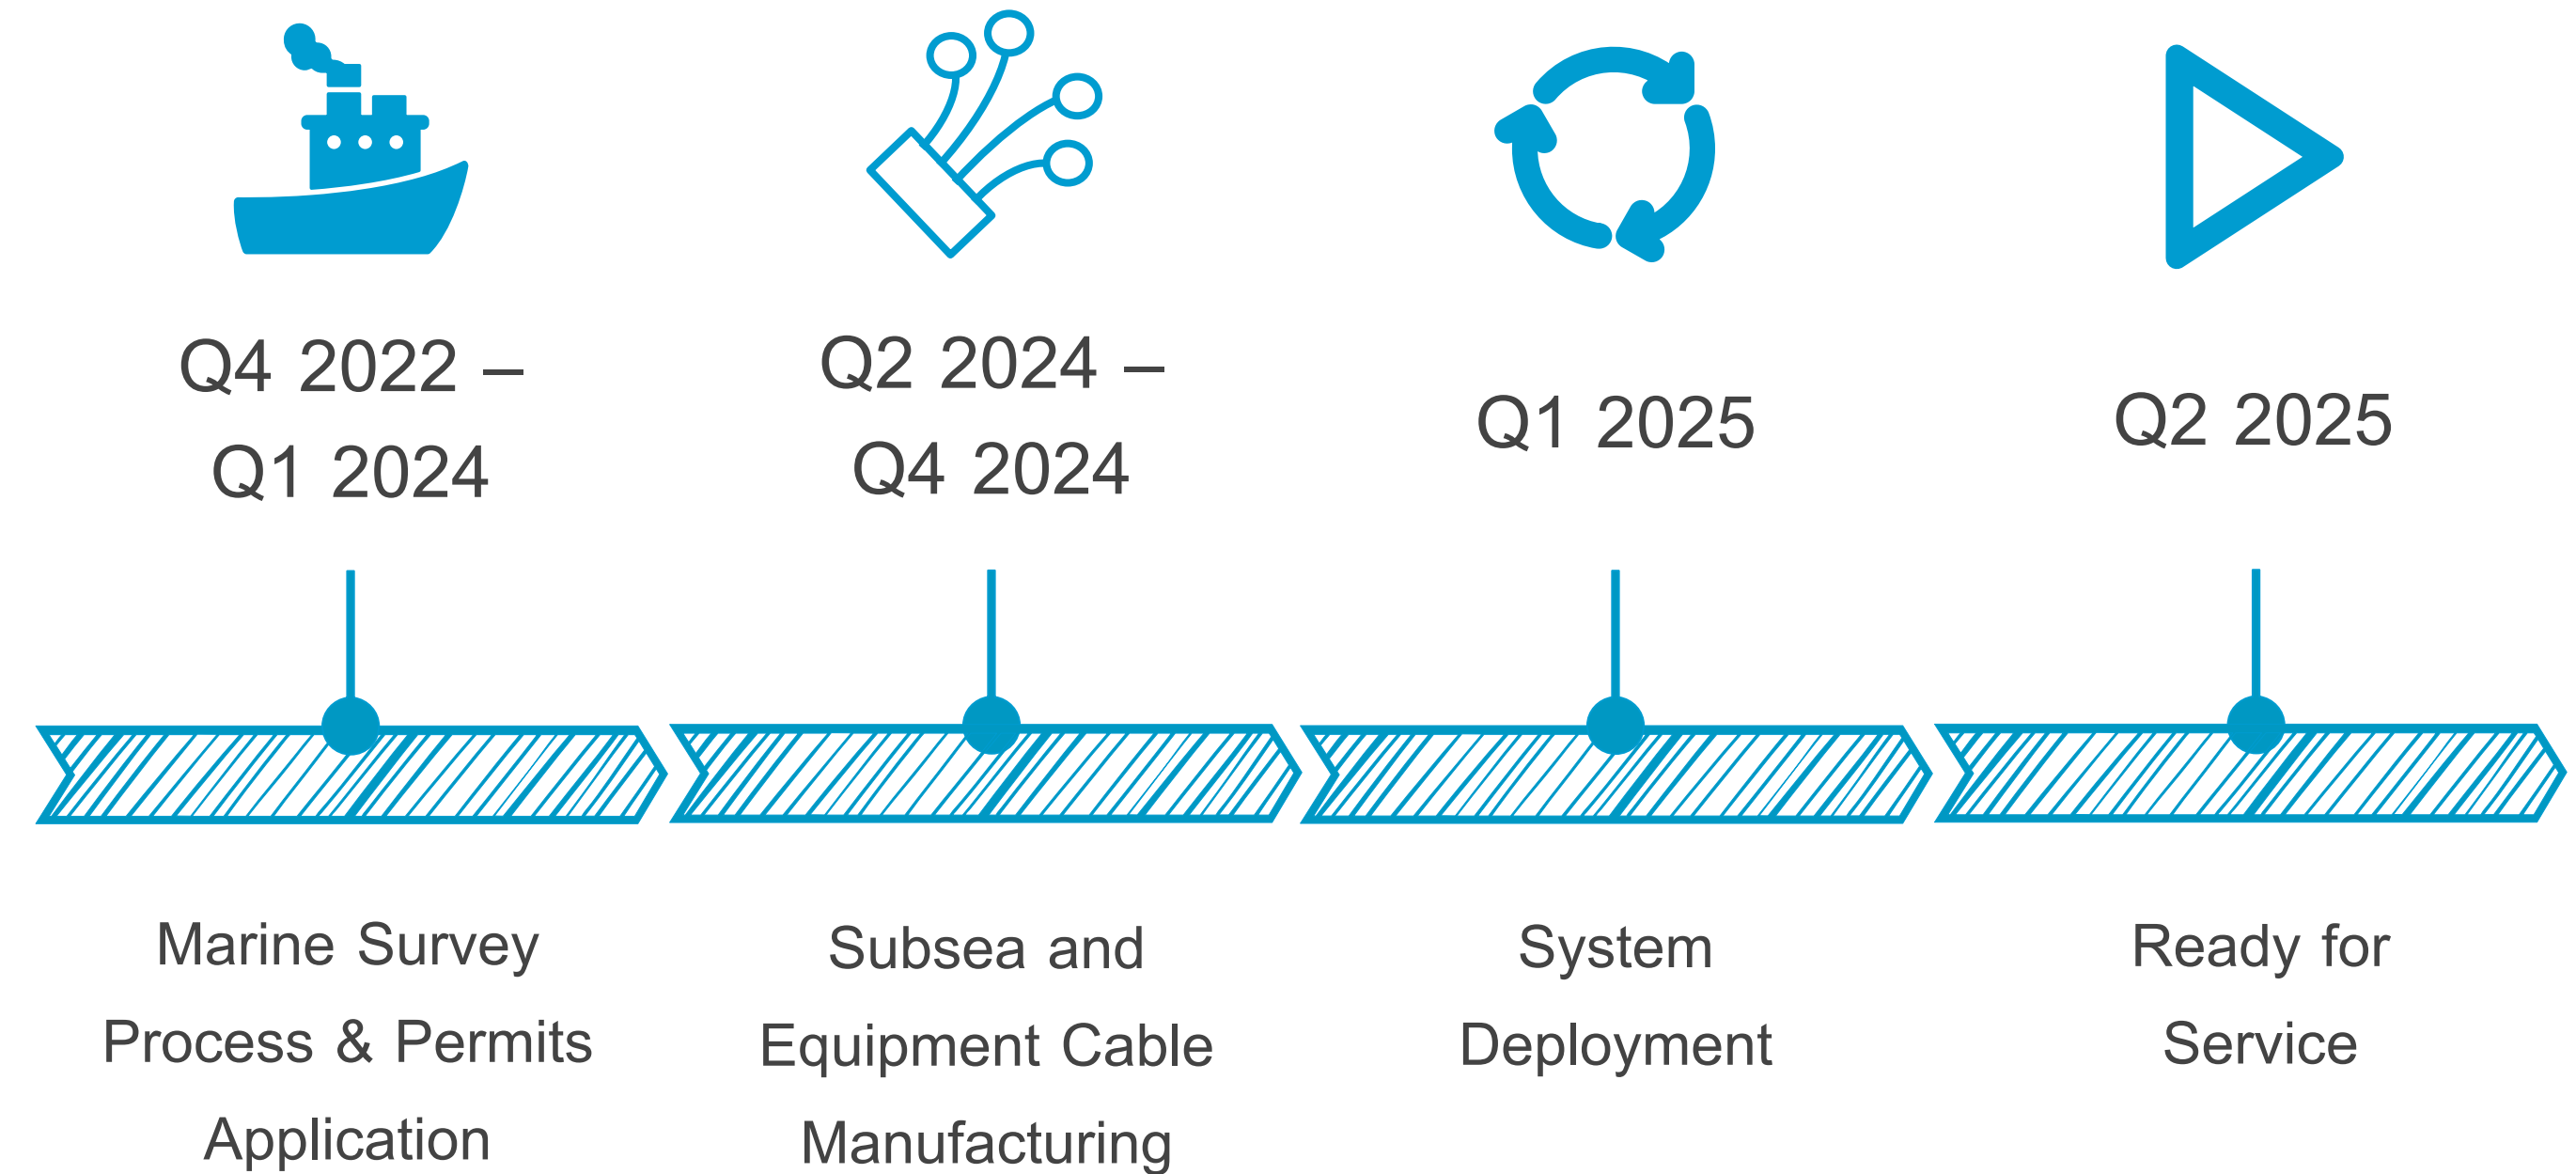 Q4 2022 –
Q1 2024
Q2 2024 –
Q4 2024
Q1 2025
Q2 2025
Marine Survey
Process & Permits
Application
Subsea and
Equipment Cable
Manufacturing
System
Deployment
Ready for
Service